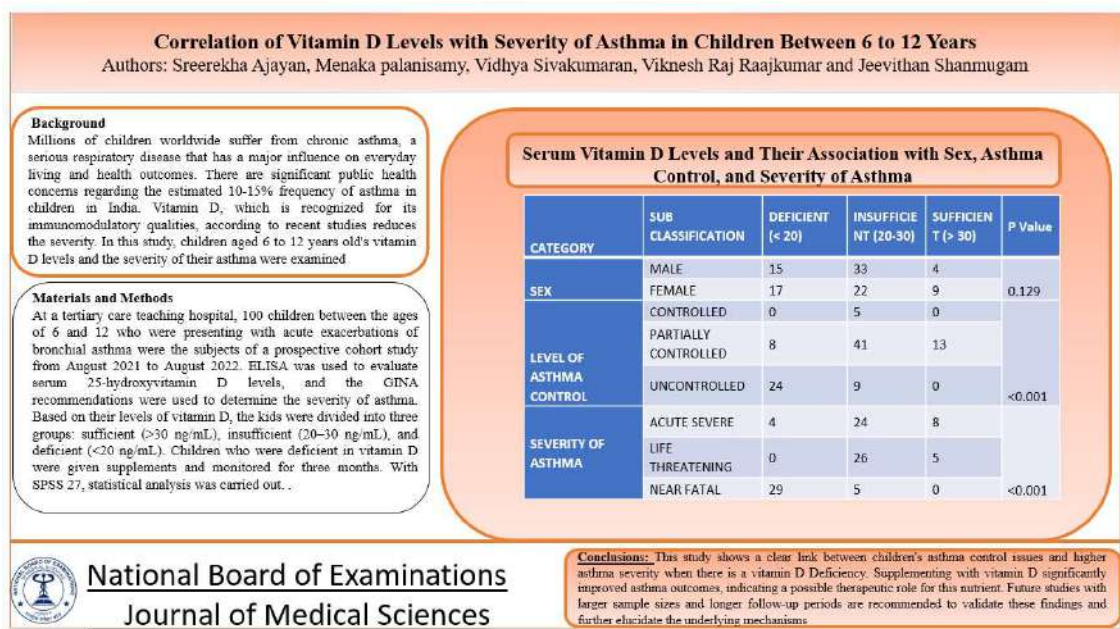 Correlation of Vitamin D Levels with Severity of Asthma in Children Between 6 to 12 Years
Authors: Sreerekha Ajayan, Menaka palanisamy, Vidhya Sivakumaran, Viknesh Raj Raajkumar and Jeevithan Shanmugam
Background
Millions of children worldwide suffer from chronic asthma, a
serious respiratory disease that has a major influence on everyday
living and health outcomes. There are significant public health
concerns regarding the estimated 10-15% frequency of asthma in
children in India. Vitamin D, which is recognized for its
immunomodulatory qualities, according to recent studies reduces
the severity. In this study, children aged 6 to 12 years old's vitamin
D levels and the severity of their asthma were examined
Materials and Methods
At a tertiary care teaching hospital, 100 children between the ages
of 6 and 12 who were presenting with acute exacerbations of
bronchial asthma were the subjects of a prospective cohort study
from August 2021 to August 2022. ELISA was used to evaluate
serum 25-hydroxyvitamin D levels, and the GINA
recommendations were used to determine the severity of asthma.
Based on their levels of vitamin D, the kids were divided into three
groups: sufficient (>30 ng/mL), insufficient (20–30 ng/mL), and
deficient (<20 ng/mL). Children who were deficient in vitamin D
were given supplements and monitored for three months. With
SPSS 27, statistical analysis was carried out. .
Serum Vitamin D Levels and Their Association with Sex, Asthma
Control, and Severity of Asthma
CATEGORY SUB CLASSIFICATION DEFICIENT (< 20) INSUFFICIENT (20-30) SUFFICIENT (> 30) P Value
SEX MALE 15 33 4
FEMALE 17 22 9 0.129
LEVEL OF ASTHMA CONTROL CONTROLLED 0 5 0
PARTIALLY CONTROLLED 8 41 13
UNCONTROLLED 24 9 0 <0.001
SEVERITY OF ASTHMA ACUTE SEVERE 4 24 8
LIFE THREATENING 0 26 5
NEAR FATAL 29 5 0 <0.001
National Board of Examinations
Journal of Medical Sciences
Conclusions: This study shows a clear link between children's asthma control issues and higher
asthma severity when there is a vitamin D Deficiency. Supplementing with vitamin D significantly
improved asthma outcomes, indicating a possible therapeutic role for this nutrient. Future studies with
larger sample sizes and longer follow-up periods are recommended to validate these findings and
further elucidate the underlying mechanisms